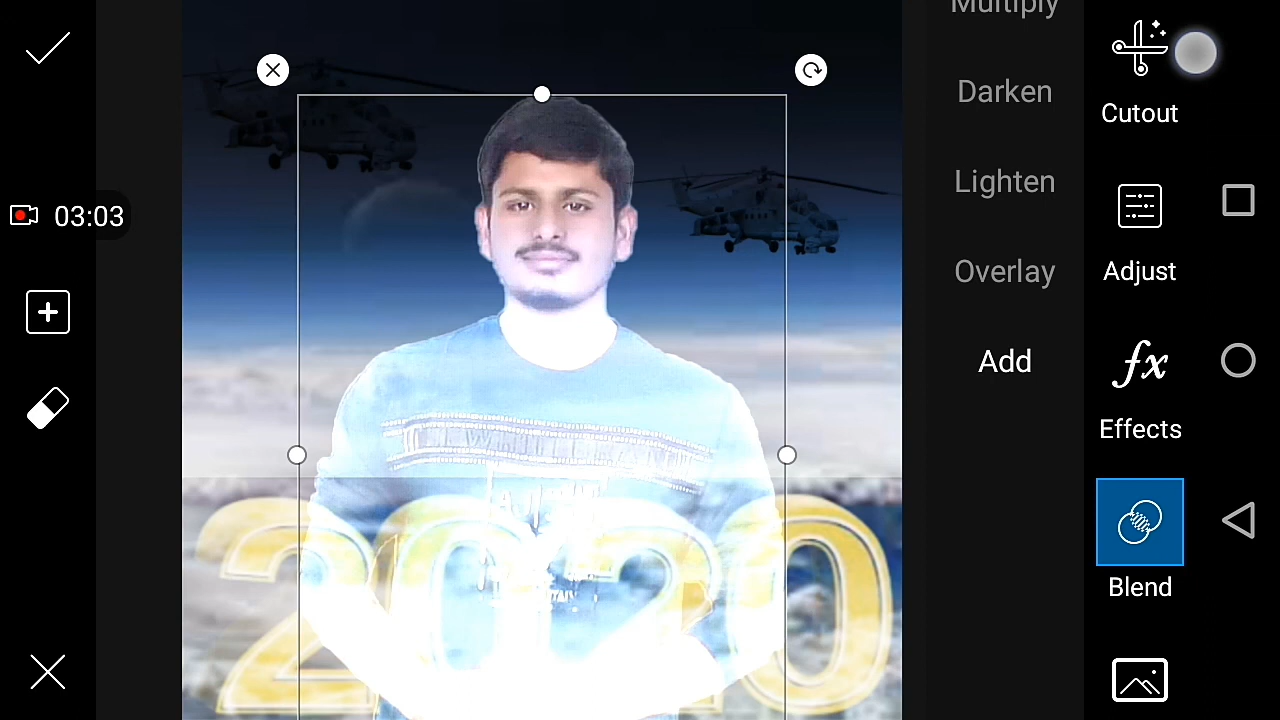 Multiply
Cutout
Darken
Lighten
03:03
Adjust
Overlay
Add
Effects
2020
Blend